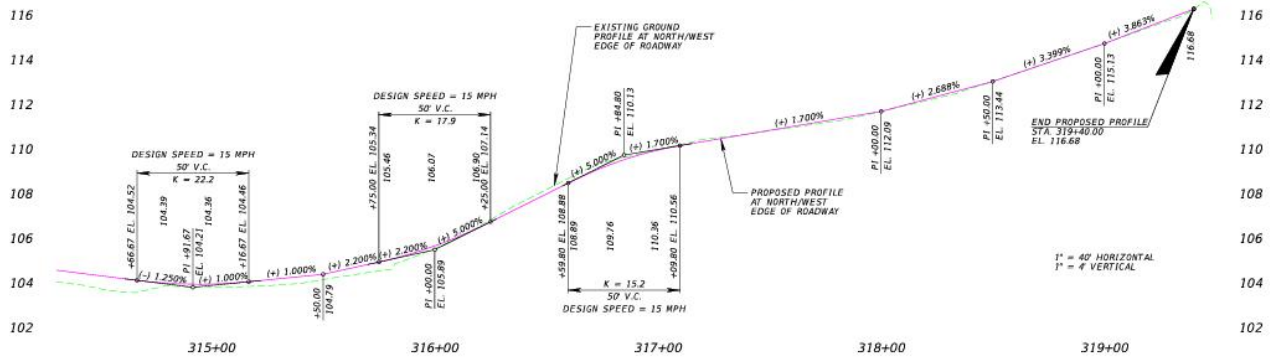 116
114
112
110
108
106
104
102
DESIGN SPEED = 15 MPH
50' V.C.
K = 22.2
+66.67 EL. 104.52
104.39
PI +91.67
EL. 104.21
104.36
+16.67 EL. 104.46
(-) 1.250%
(+) 1.000%
(+) 1.000%
+50.00
104.79
(+) 2.200%
DESIGN SPEED = 15 MPH
50' V.C.
K = 17.9
+75.00 EL. 105.34
105.46
106.07
106.90
+25.00 EL. 107.14
(+) 2.200%
(+) 5.000%
PI +00.00
EL. 105.89
EXISTING GROUND
PROFILE AT NORTH/WEST
EDGE OF ROADWAY
(+) 5.000%
PI +84.80
EL. 110.13
(+) 1.700%
+59.80 EL. 108.88
108.89
109.76
110.36
+09.80 EL. 110.56
K = 15.2
50' V.C.
DESIGN SPEED = 15 MPH
PROPOSED PROFILE
AT NORTH/WEST
EDGE OF ROADWAY
(+) 1.700%
PI +00.00
EL. 112.09
(+) 2.688%
PI +50.00
EL. 113.44
(+) 3.399%
PI +00.00
EL. 115.13
(+) 3.863%
116.68
END PROPOSED PROFILE
STA. 319+40.00
EL. 116.68
1" = 40' HORIZONTAL
1" = 4' VERTICAL
116
114
112
110
108
106
104
102
315+00
316+00
317+00
318+00
319+00